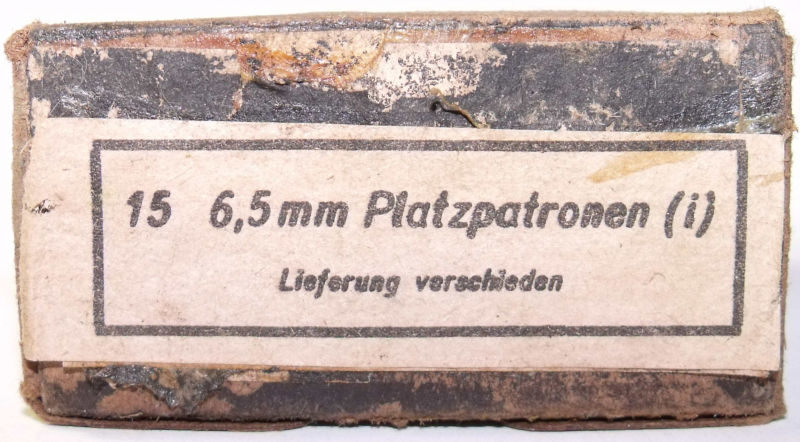 15 6,5mm Platzpatronen (i)
Lieferung verschieden